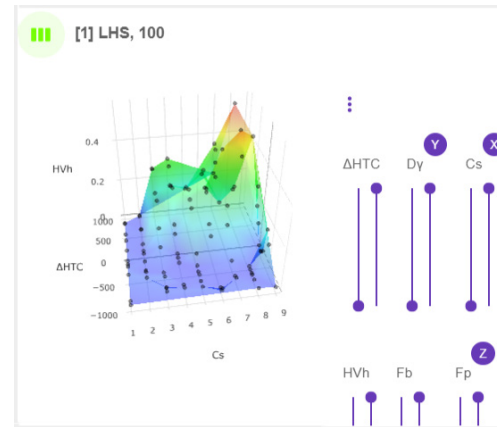 [1] LHS, 100
0.4
HVh
0.2
0
1000
500
ΔHTC
0
−500
−1000
1 2 3 4 5 6 7 8 9
Cs
Y X
ΔHTC Dγ Cs
Z
HVh Fb Fp